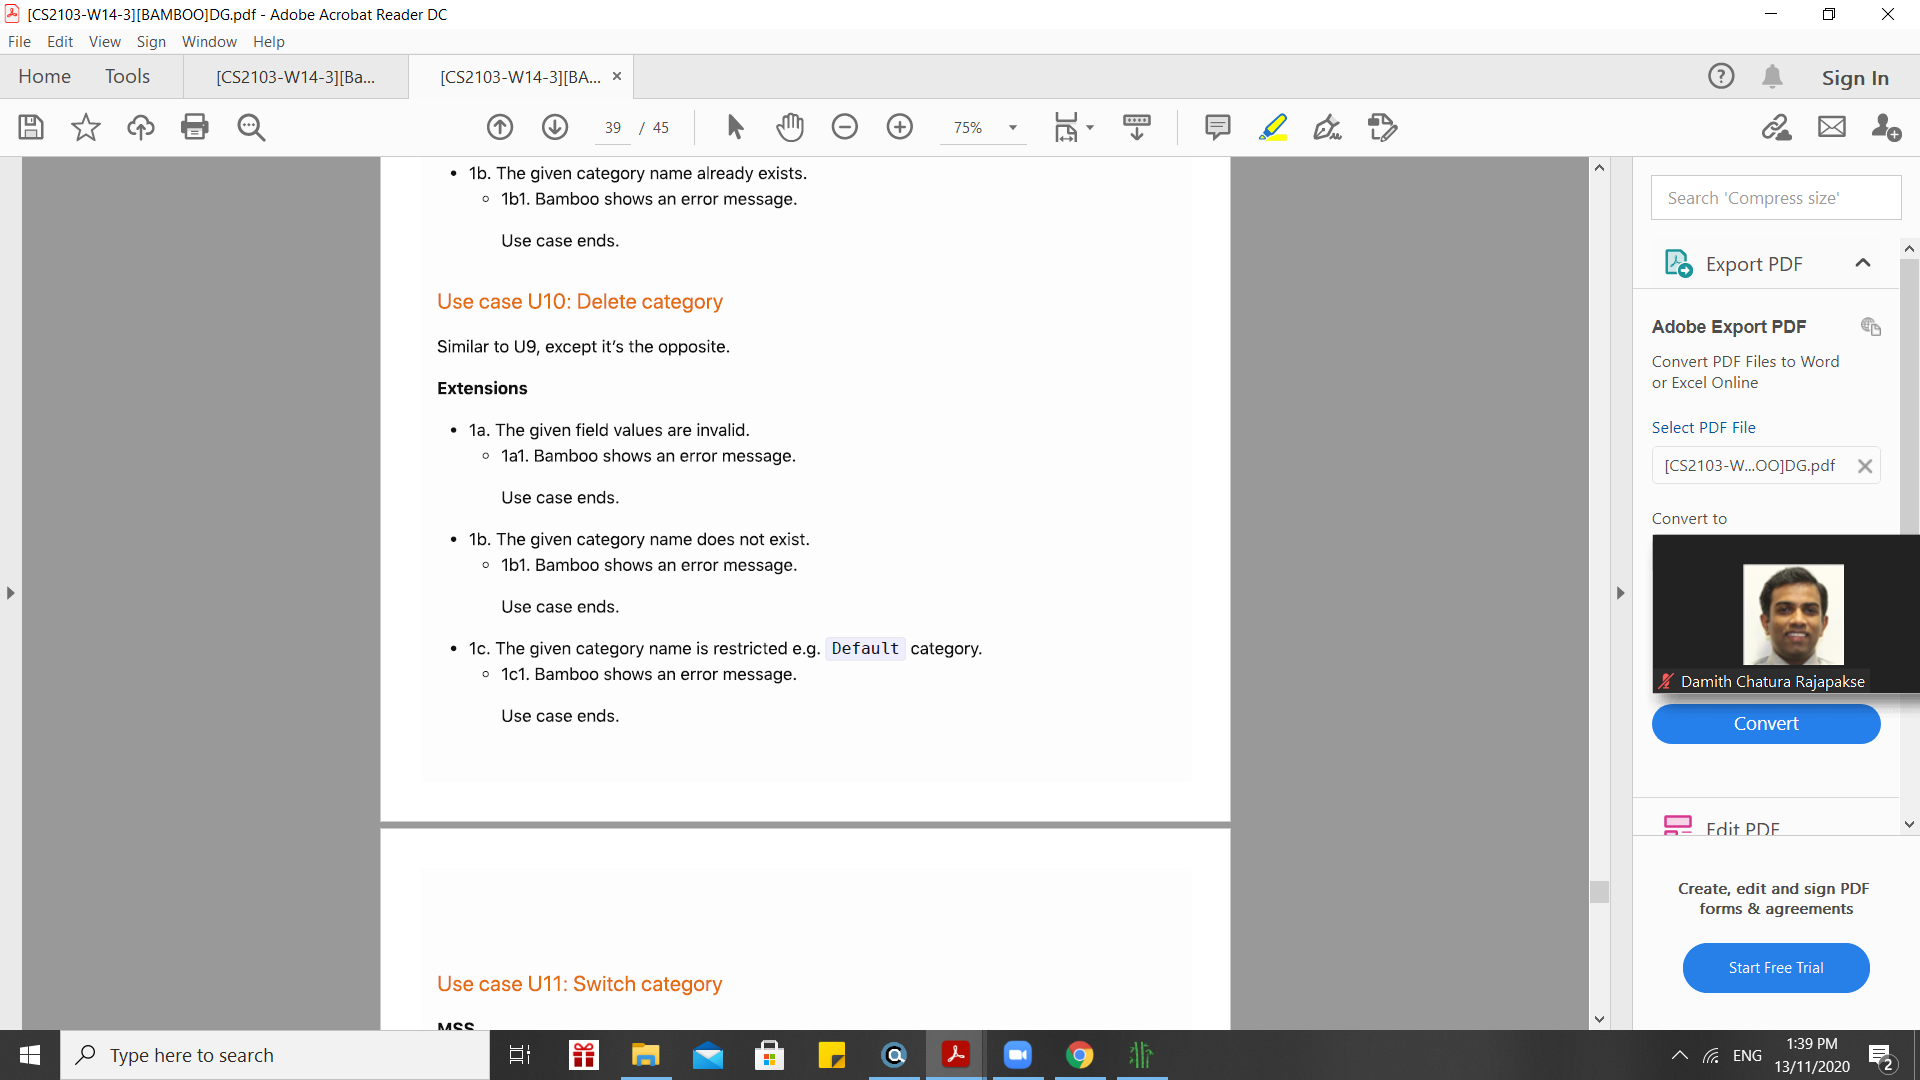 [CS2103-W14-3][BAMBOO]DG.pdf - Adobe Acrobat Reader DC
File Edit View Sign Window Help
Home Tools [CS2103-W14-3][Ba... [CS2103-W14-3][BA... Sign In
39 / 45 75%
1b. The given category name already exists.
1b1. Bamboo shows an error message.
Use case ends.
Use case U10: Delete category
Similar to U9, except it's the opposite.
Extensions
1a. The given field values are invalid.
1a1. Bamboo shows an error message.
Use case ends.
1b. The given category name does not exist.
1b1. Bamboo shows an error message.
Use case ends.
1c. The given category name is restricted e.g. Default category.
1c1. Bamboo shows an error message.
Use case ends.
Use case U11: Switch category
MSS
Search 'Compress size'
Export PDF
Adobe Export PDF
Convert PDF Files to Word
or Excel Online
Select PDF File
[CS2103-W...OO]DG.pdf
Convert to
Damith Chatura Rajapakse
Convert
Edit PDF
Create, edit and sign PDF
forms & agreements
Start Free Trial
Type here to search
ENG
1:39 PM
13/11/2020
2